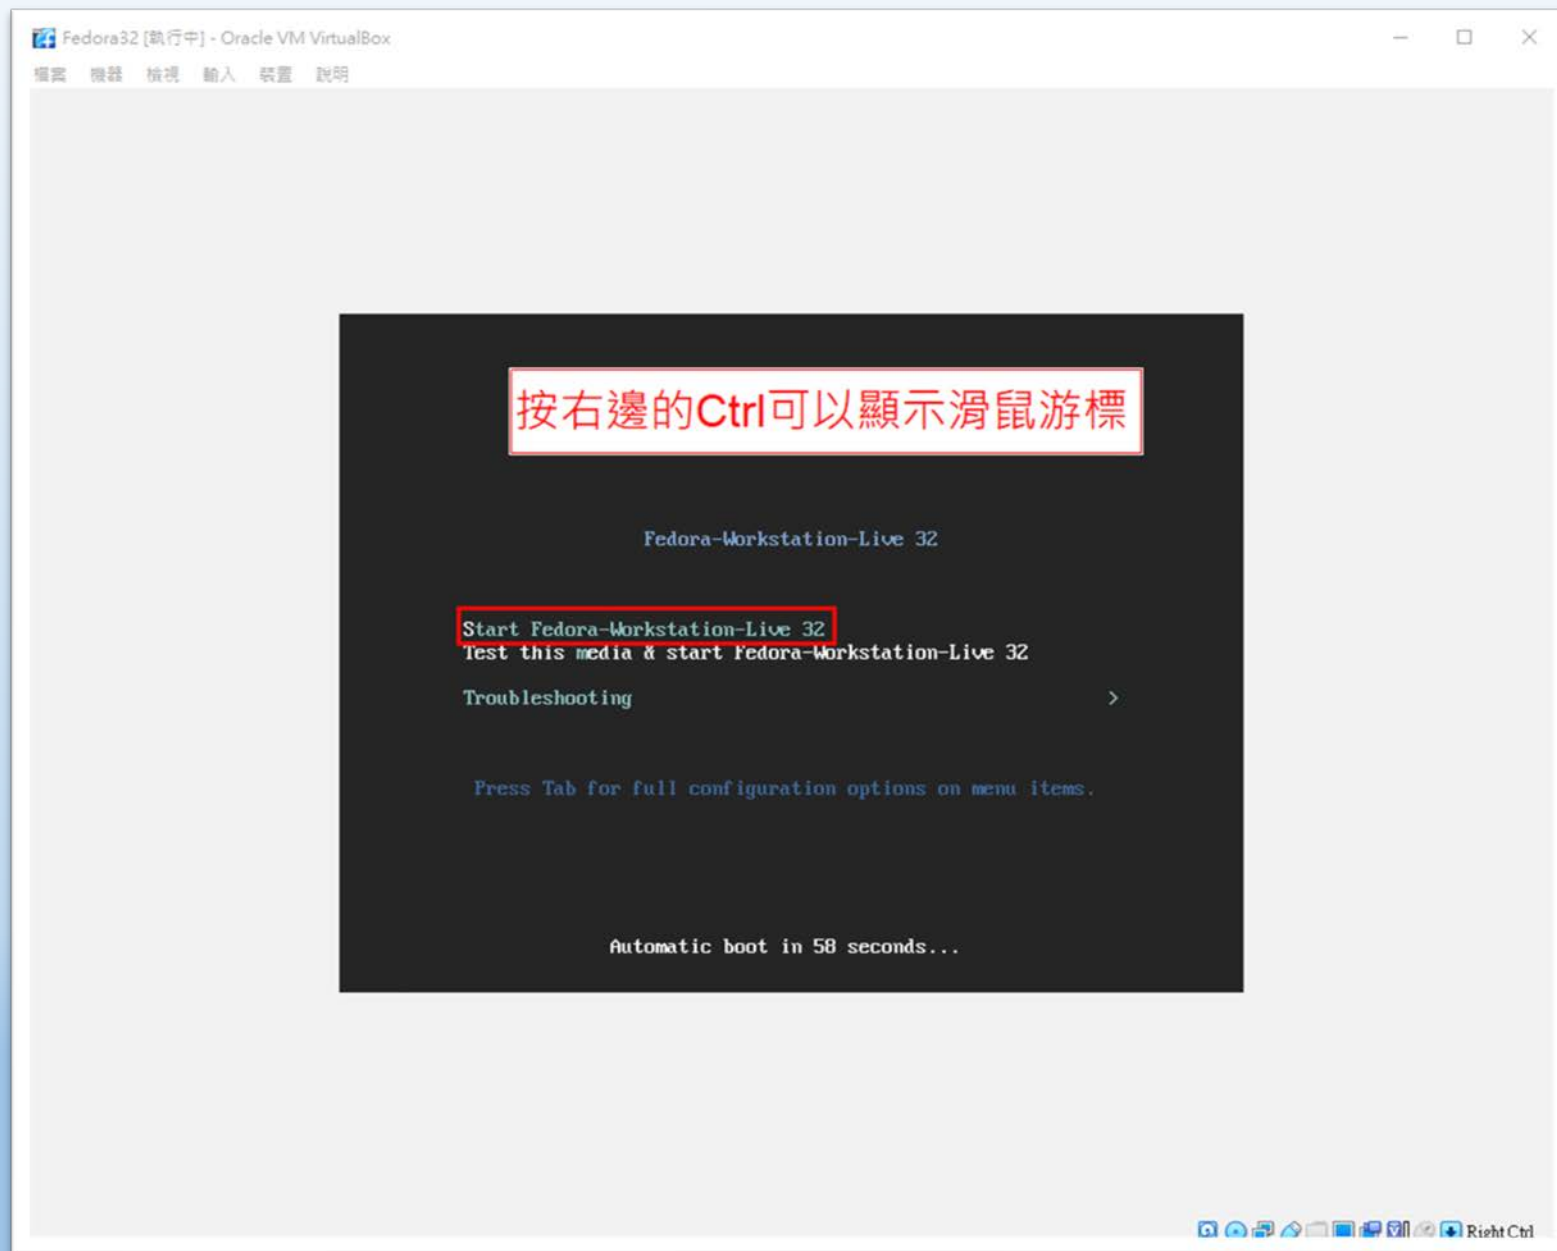 Fedora32 [執行中] - Oracle VM VirtualBox
檔案 機器 檢視 輸入 裝置 說明
按右邊的Ctrl可以顯示滑鼠游標
Fedora-Workstation-Live 32
Start Fedora-Workstation-Live 32
Test this media & start Fedora-Workstation-Live 32
Troubleshooting >
Press Tab for full configuration options on menu items.
Automatic boot in 58 seconds...
Right Ctrl